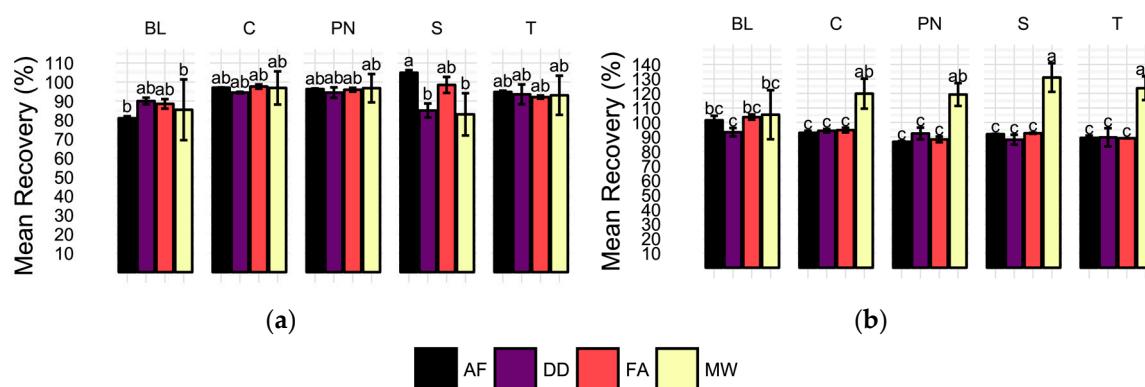 BL C PN S T
Mean Recovery (%)
110
100
90
80
70
60
50
40
30
20
10
b ab ab b
ab ab ab ab
ab ab ab ab
a b ab b
ab ab ab ab
(a)
BL C PN S T
Mean Recovery (%)
140
130
120
110
100
90
80
70
60
50
40
30
20
10
bc c bc bc
c c c ab
c c c ab
c c c a
c c c
(b)
AF DD FA MW